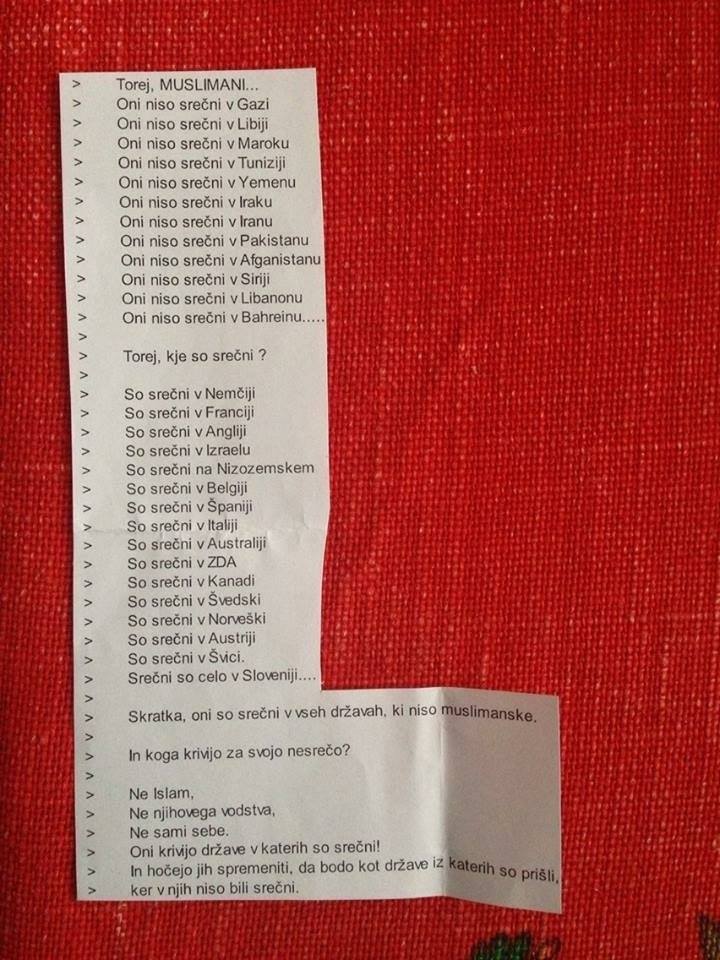 > Torej, MUSLIMANI...
> Oni niso srečni v Gazi
> Oni niso srečni v Libiji
> Oni niso srečni v Maroku
> Oni niso srečni v Tuniziji
> Oni niso srečni v Yemenu
> Oni niso srečni v Iraku
> Oni niso srečni v Iranu
> Oni niso srečni v Pakistanu
> Oni niso srečni v Afganistanu
> Oni niso srečni v Siriji
> Oni niso srečni v Libanonu
> Oni niso srečni v Bahreinu.....
>
> Torej, kje so srečni ?
>
> So srečni v Nemčiji
> So srečni v Franciji
> So srečni v Angliji
> So srečni v Izraelu
> So srečni na Nizozemskem
> So srečni v Belgiji
> So srečni v Španiji
> So srečni v Italiji
> So srečni v Australiji
> So srečni v ZDA
> So srečni v Kanadi
> So srečni v Švedski
> So srečni v Norveški
> So srečni v Austriji
> So srečni v Švici.
> Srečni so celo v Sloveniji....
>
> Skratka, oni so srečni v vseh državah, ki niso muslimanske.
>
> In koga krivijo za svojo nesrečo?
>
> Ne Islam,
> Ne njihovega vodstva,
> Ne sami sebe.
> Oni krivijo države v katerih so srečni!
> In hočejo jih spremeniti, da bodo kot države iz katerih so prišli,
> ker v njih niso bili srečni.